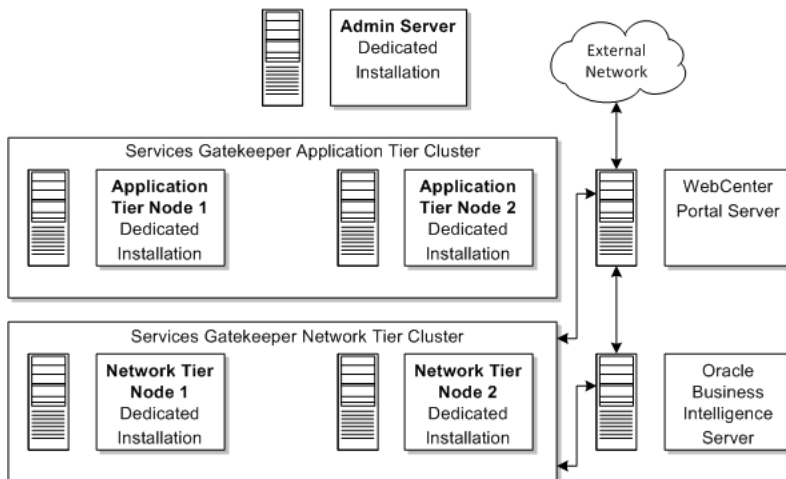 Admin Server
Dedicated
Installation
External
Network
Services Gatekeeper Application Tier Cluster
Application
Tier Node 1
Dedicated
Installation
Application
Tier Node 2
Dedicated
Installation
WebCenter
Portal Server
Services Gatekeeper Network Tier Cluster
Network Tier
Node 1
Dedicated
Installation
Network Tier
Node 2
Dedicated
Installation
Oracle
Business
Intelligence
Server